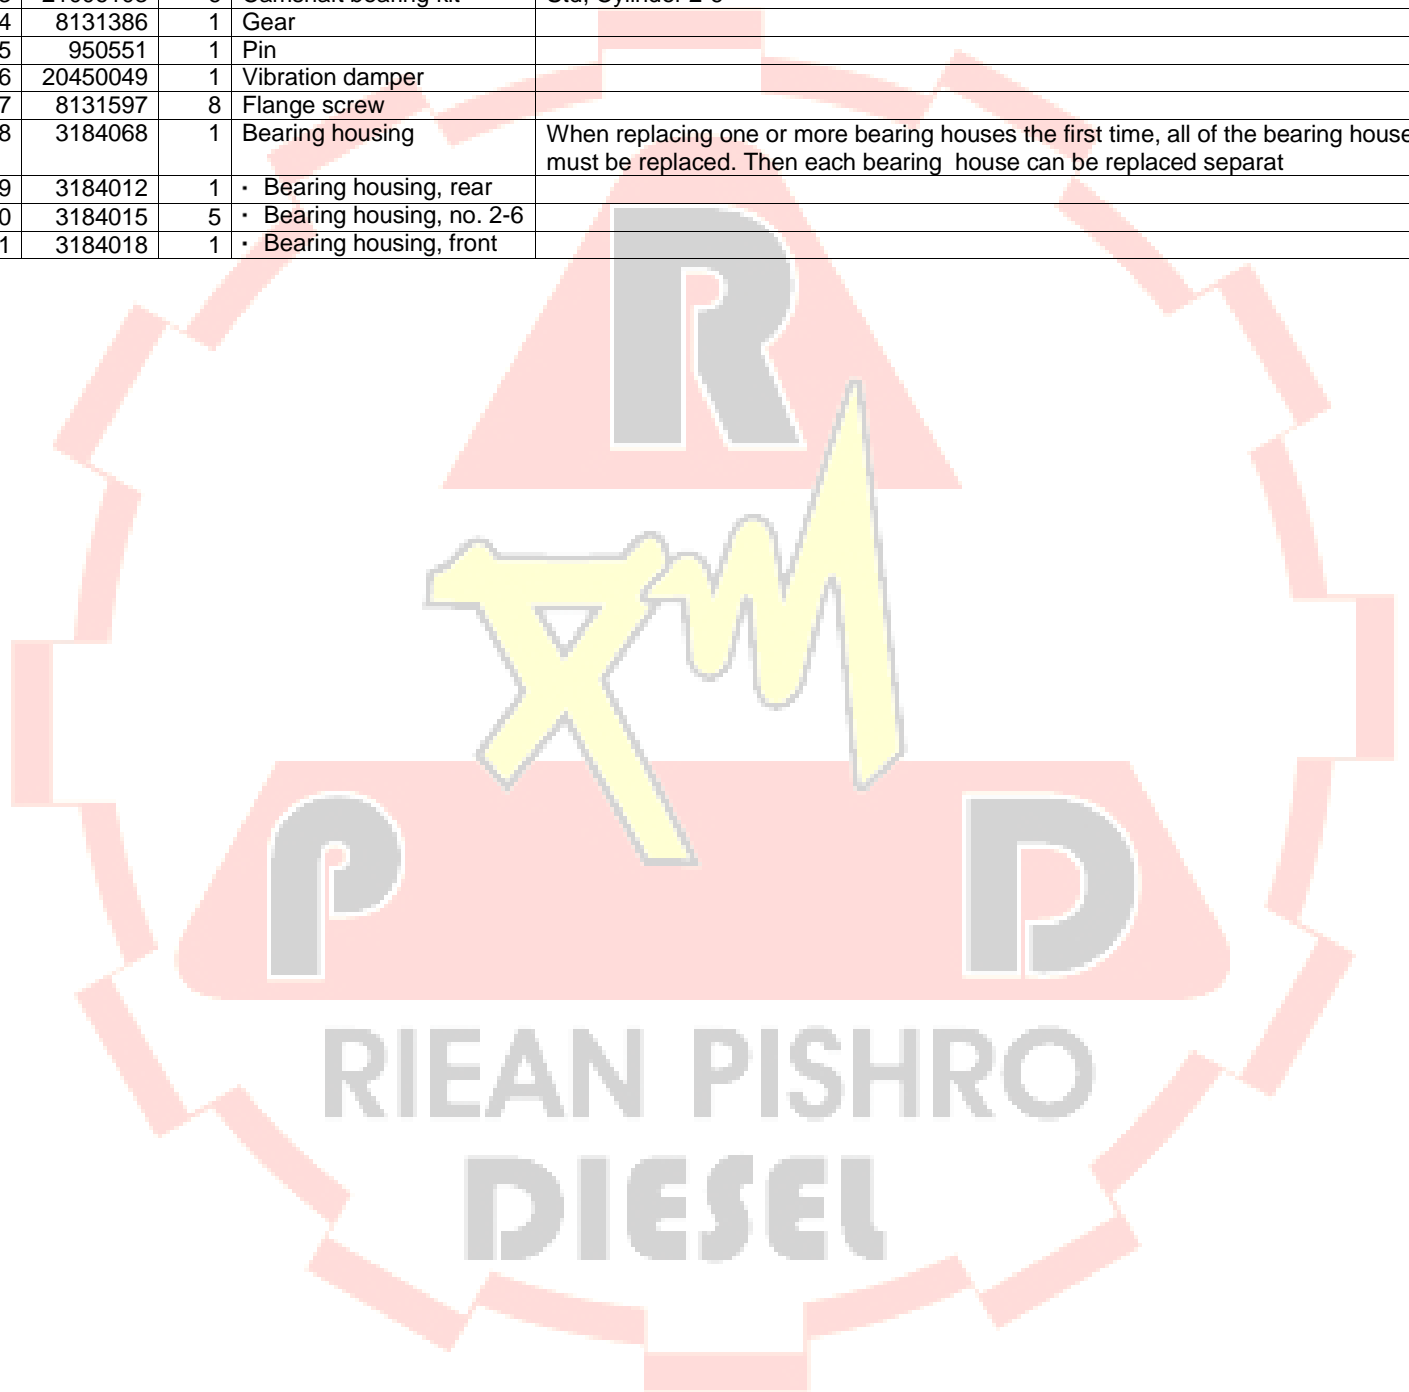 4 8131386 1 Gear
5 950551 1 Pin
6 20450049 1 Vibration damper
7 8131597 8 Flange screw
8 3184068 1 Bearing housing When replacing one or more bearing houses the first time, all of the bearing house
must be replaced. Then each bearing house can be replaced separat
9 3184012 1 · Bearing housing, rear
0 3184015 5 · Bearing housing, no. 2-6
1 3184018 1 · Bearing housing, front
R
RM
P D
RIEAN PISHRO
DIESEL